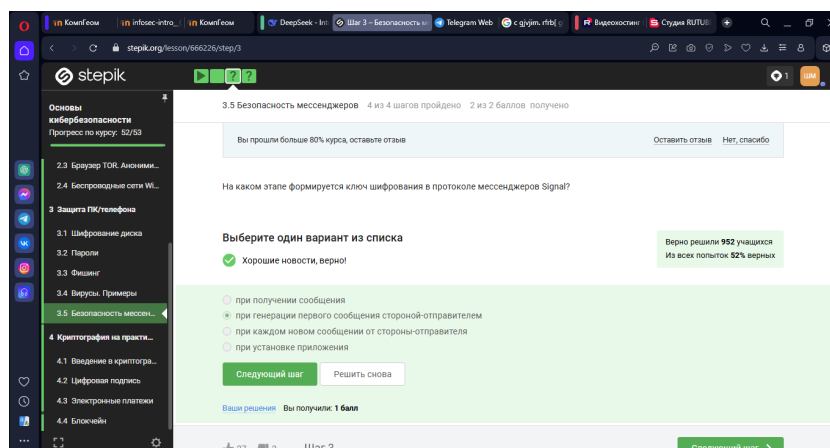 КомпГеом
infosec-intro_
КомпГеом
DeepSeek - Int
Шаг 3 – Безопасность м
Telegram Web
c gjvjim. rfrb[
Видеохостинг
Студия RUTUB
stepik.org/lesson/666226/step/3
stepik
1
ШМ
Основы
кибербезопасности
Прогресс по курсу: 52/53
2.3 Браузер TOR. Аноними...
2.4 Беспроводные сети Wi...
3 Защита ПК/телефона
3.1 Шифрование диска
3.2 Пароли
3.3 Фишинг
3.4 Вирусы. Примеры
3.5 Безопасность мессен...
4 Криптография на практи...
4.1 Введение в криптогра...
4.2 Цифровая подпись
4.3 Электронные платежи
4.4 Блокчейн
3.5 Безопасность мессенджеров 4 из 4 шагов пройдено 2 из 2 баллов получено
Вы прошли больше 80% курса, оставьте отзыв
Оставить отзыв Нет, спасибо
На каком этапе формируется ключ шифрования в протоколе мессенджеров Signal?
Выберите один вариант из списка
Хорошие новости, верно!
Верно решили 952 учащихся
Из всех попыток 52% верных
при получении сообщения
при генерации первого сообщения стороной-отправителем
при каждом новом сообщении от стороны-отправителя
при установке приложения
Следующий шаг
Решить снова
Ваши решения Вы получили: 1 балл
Шаг 3
Следующий шаг